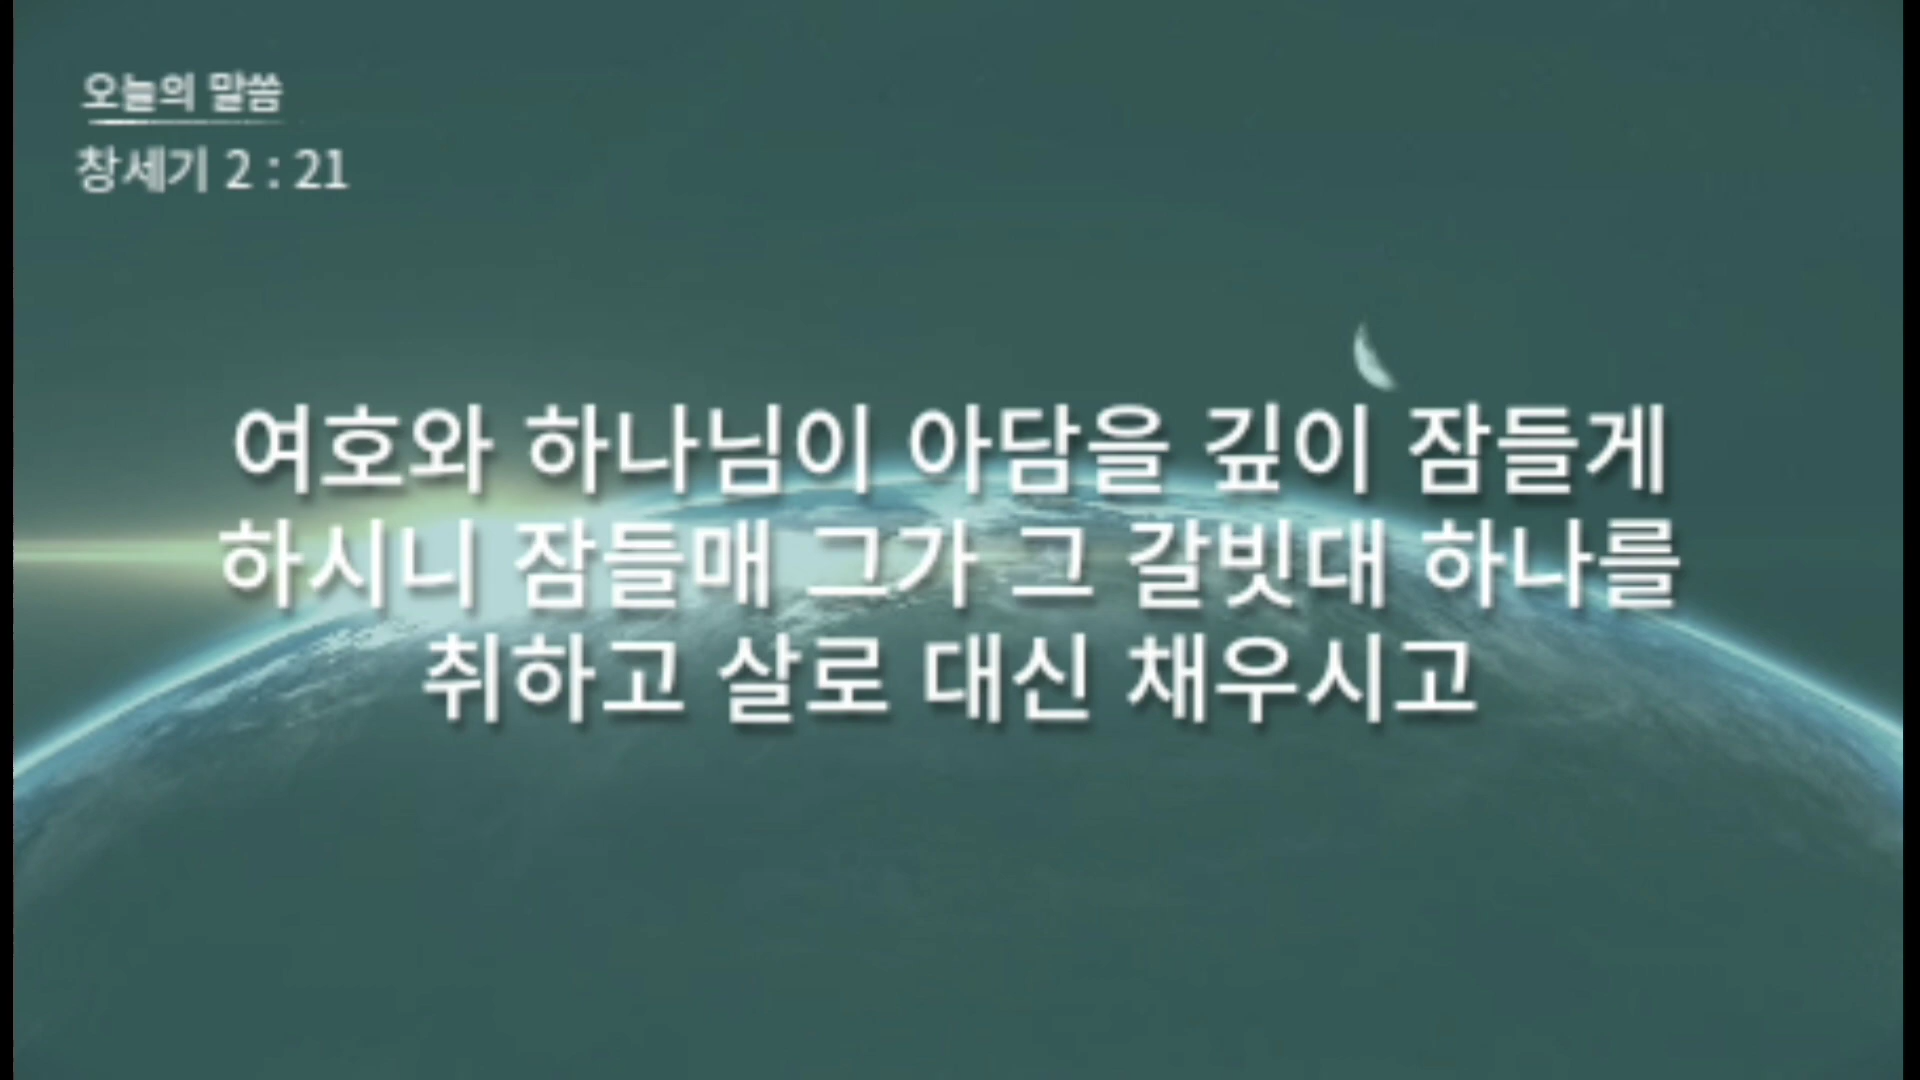 오늘의 말씀
창세기 2 : 21
여호와 하나님이 아담을 깊이 잠들게
하시니 잠들매 그가 그 갈빗대 하나를
취하고 살로 대신 채우시고